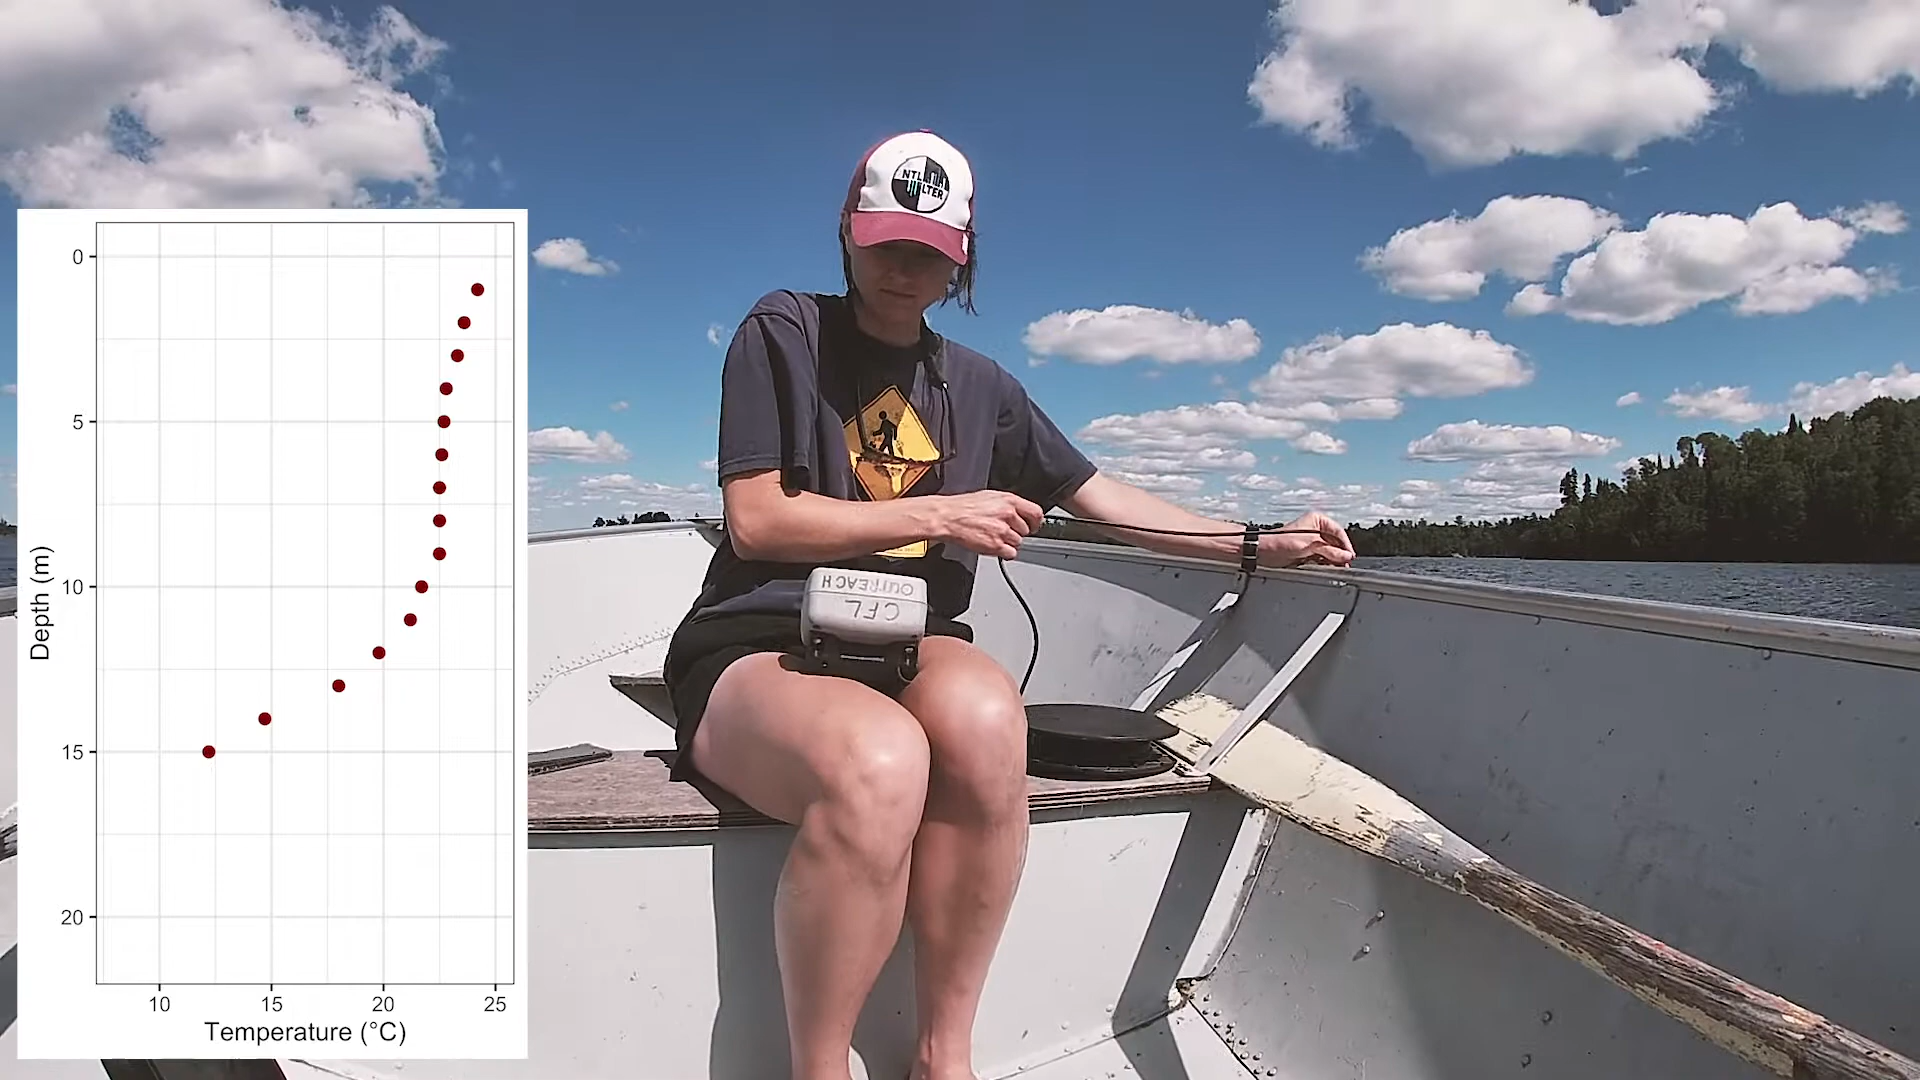 NTL
LTER
OUTREACH
CFL
0
5
10
15
20
Depth (m)
10 15 20 25
Temperature (°C)